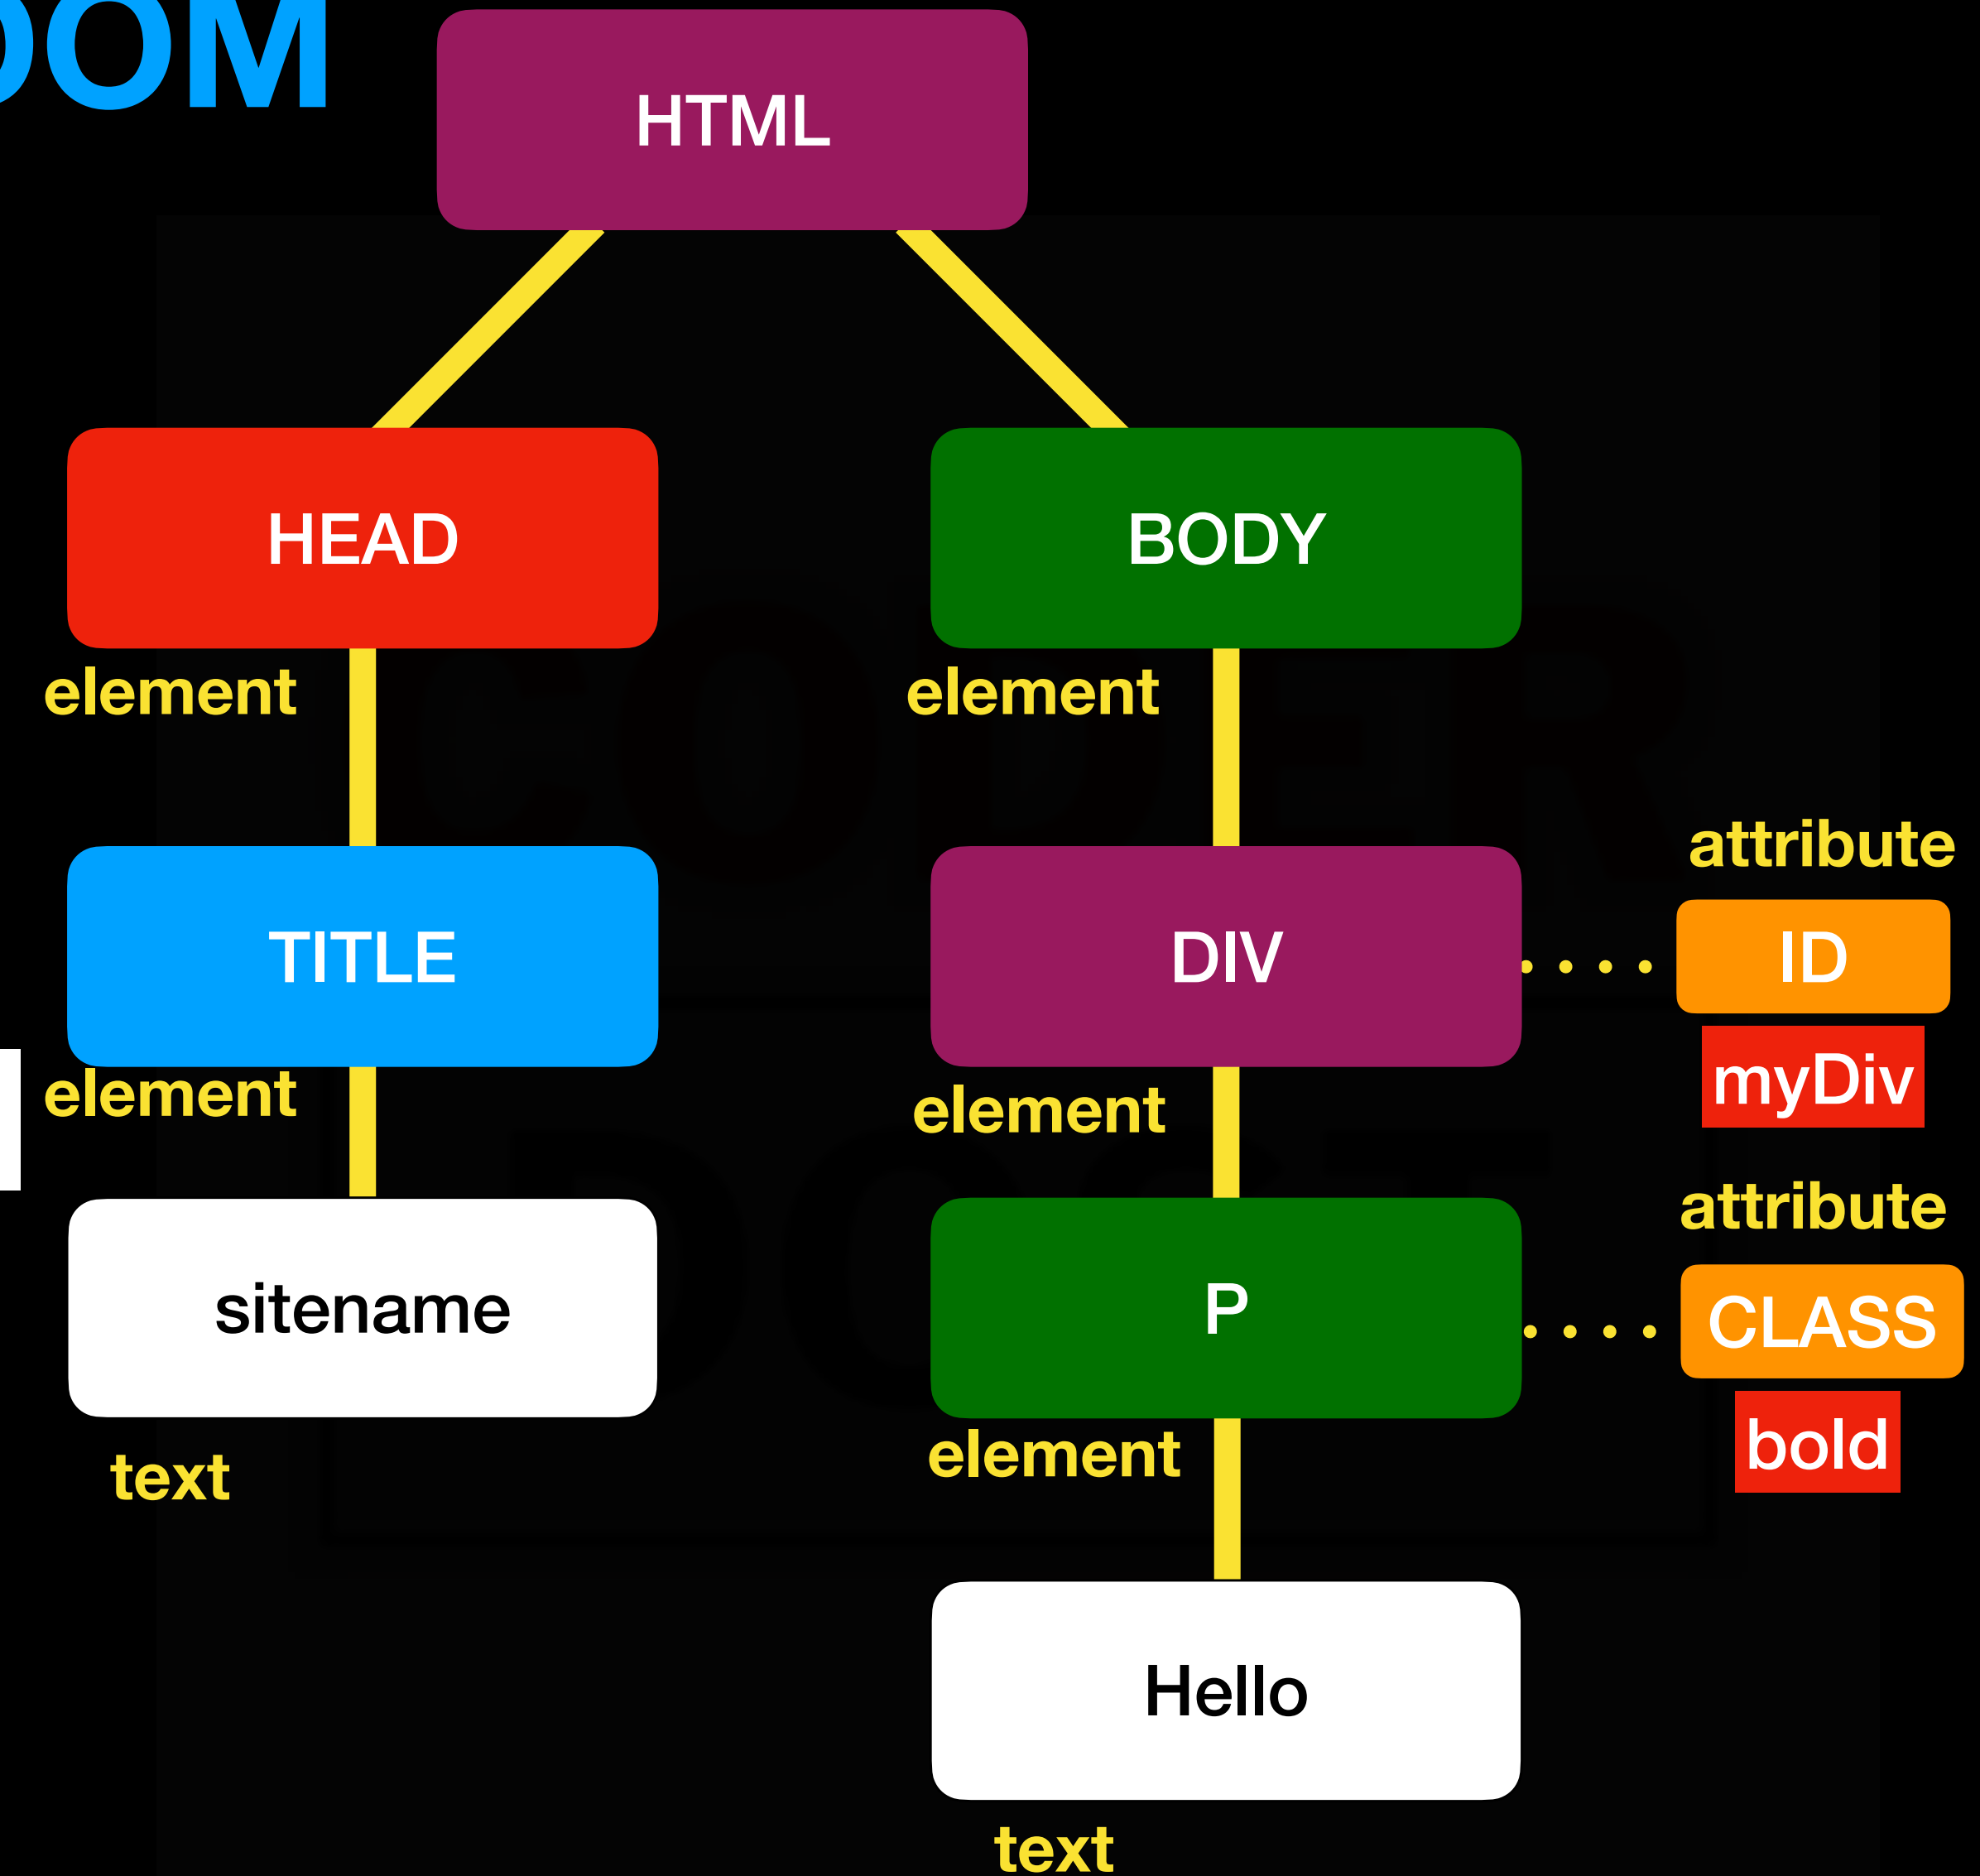 DOM
HTML
HEAD
BODY
element
element
TITLE
DIV
attribute
ID
myDiv
element
element
sitename
P
attribute
CLASS
bold
text
element
Hello
text